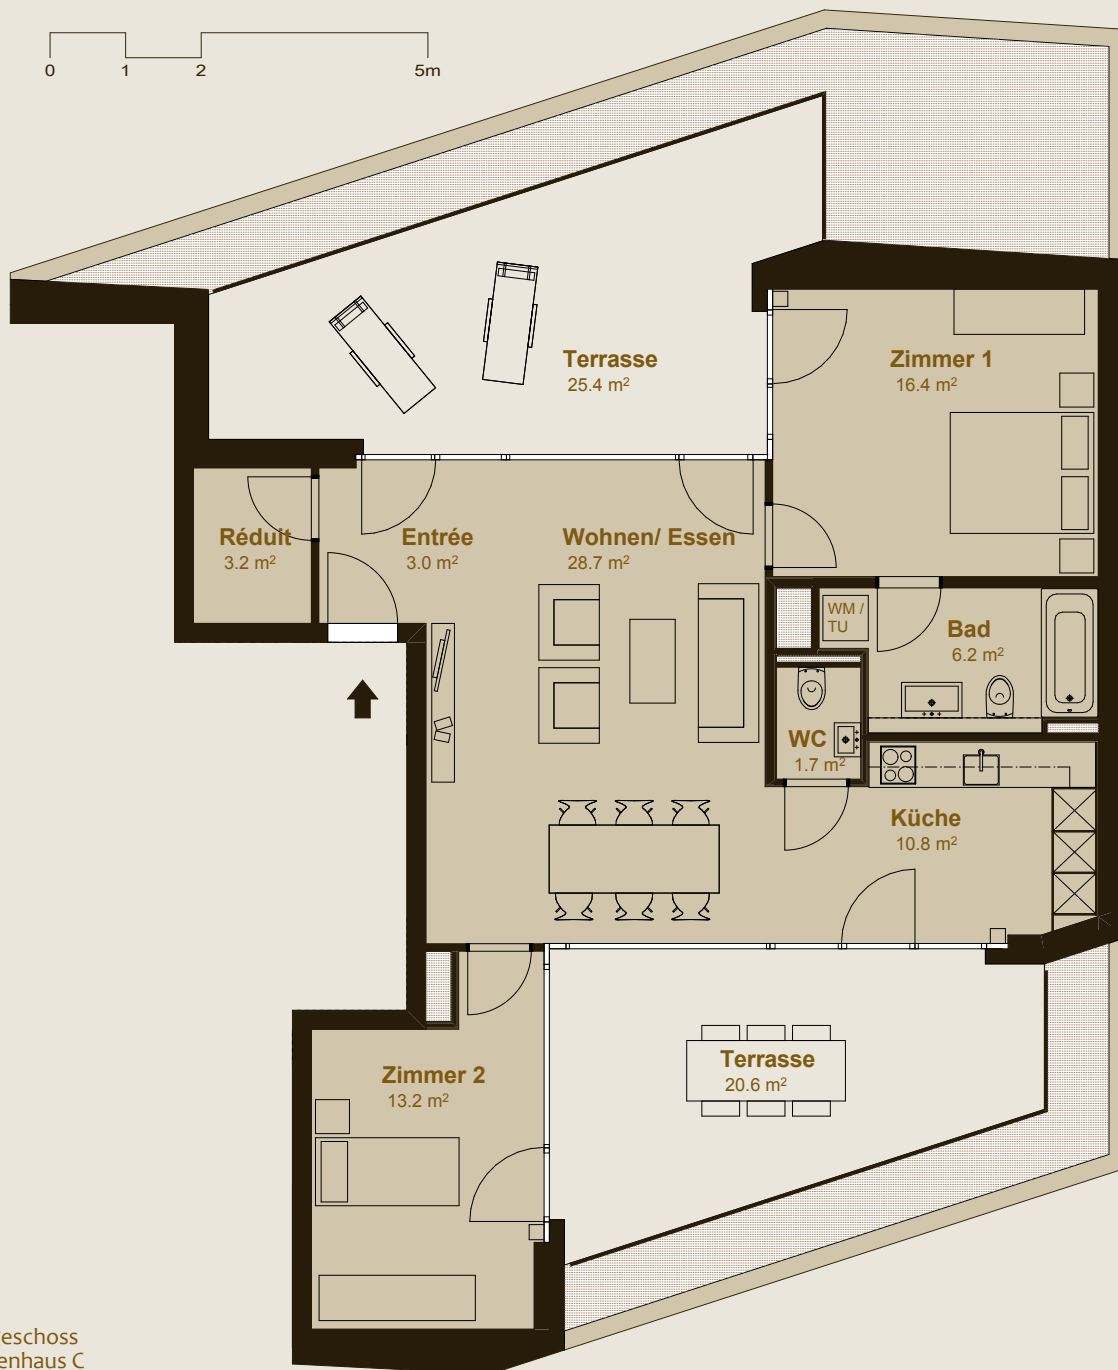 0 1 2 5m
Terrasse
25.4 m²
Zimmer 1
16.4 m²
Réduit
3.2 m²
Entrée
3.0 m²
Wohnen/ Essen
28.7 m²
WM /
TU
Bad
6.2 m²
WC
1.7 m²
Küche
10.8 m²
Zimmer 2
13.2 m²
Terrasse
20.6 m²
eschoss
enhaus C